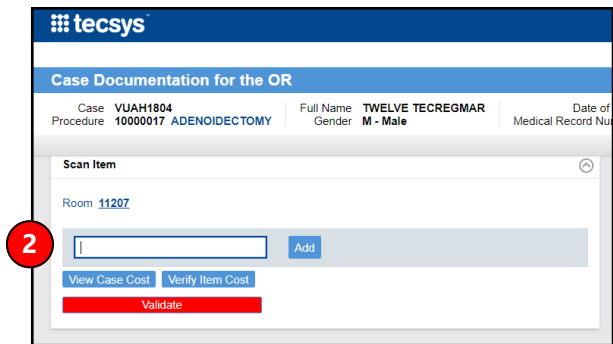 tecsys
Case Documentation for the OR
Case VUAH1804 Full Name TWELVE TECREGMAR Date of
Procedure 10000017 ADENOIDECTOMY Gender M - Male Medical Record Nu
Scan Item
Room 11207
2
Add
View Case Cost Verify Item Cost
Validate